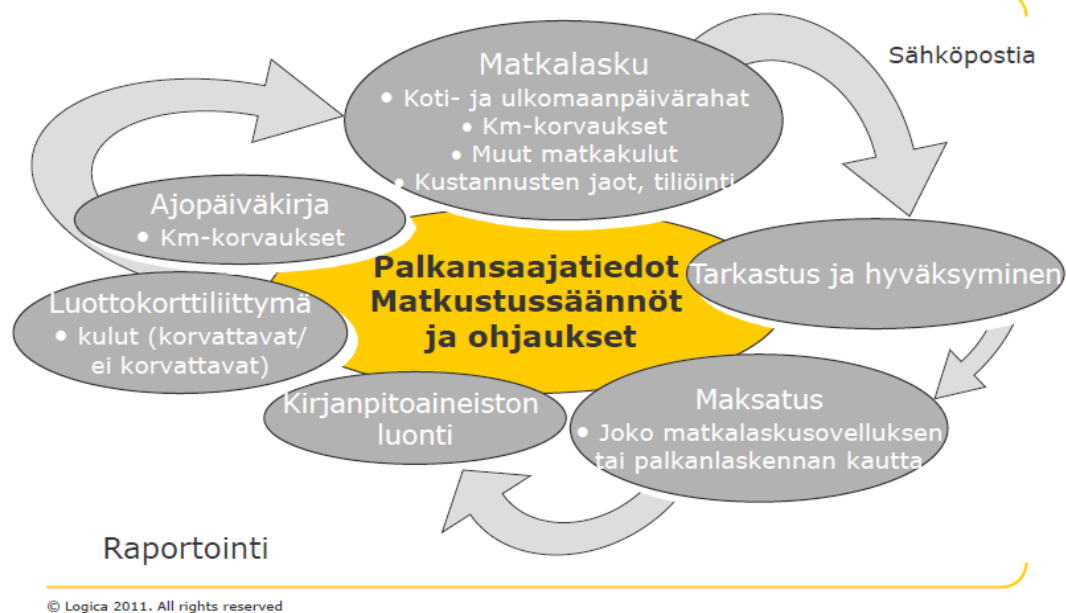 Sähköpostia
Matkalasku
• Koti- ja ulkomaanpäivärahat
• Km-korvaukset
• Muut matkakulut
• Kustannusten jaot, tiliöinti
Ajopäiväkirja
• Km-korvaukset
Luottokorttiliittymä
• kulut (korvattavat/
ei korvattavat)
Palkansaajatiedot
Matkustussäännöt
ja ohjaukset
Tarkastus ja hyväksyminen
Maksatus
• Joko matkalaskusovelluksen
tai palkanlaskennan kautta
Kirjanpitoaineiston
luonti
Raportointi
© Logica 2011. All rights reserved